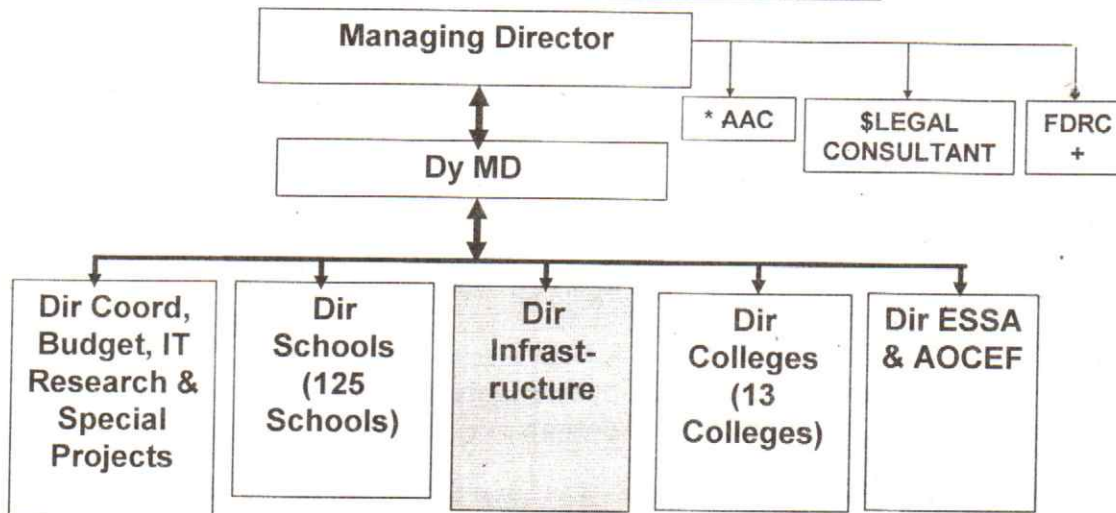 Managing Director
* AAC
$LEGAL
CONSULTANT
FDRC
+
Dy MD
Dir Coord,
Budget, IT
Research &
Special
Projects
Dir
Schools
(125
Schools)
Dir
Infrast-
ructure
Dir
Colleges
(13
Colleges)
Dir ESSA
& AOCEF